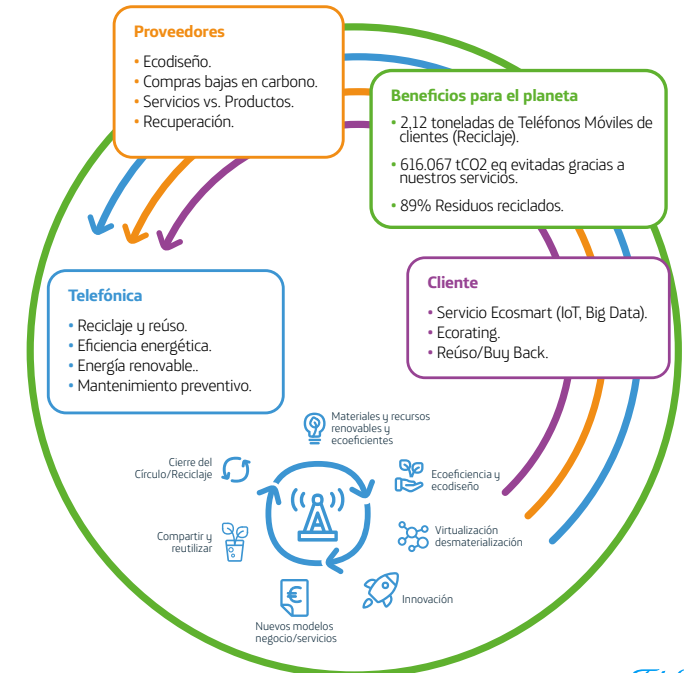 Proveedores
• Ecodiseño.
• Compras bajas en carbono.
• Servicios vs. Productos.
• Recuperación.
Beneficios para el planeta
• 2,12 toneladas de Teléfonos Móviles de
clientes (Reciclaje).
• 616.067 tCO2 eq evitadas gracias a
nuestros servicios.
• 89% Residuos reciclados.
Telefónica
• Reciclaje y reúso.
• Eficiencia energética.
• Energía renovable..
• Mantenimiento preventivo.
Cliente
• Servicio Ecosmart (IoT, Big Data).
• Ecorating.
• Reúso/Buy Back.
Materiales y recursos
renovables y
ecoeficientes
Cierre del
Círculo/Reciclaje
Ecoeficiencia y
ecodiseño
Compartir y
reutilizar
Virtualización
desmaterialización
€
Innovación
Nuevos modelos
negocio/servicios